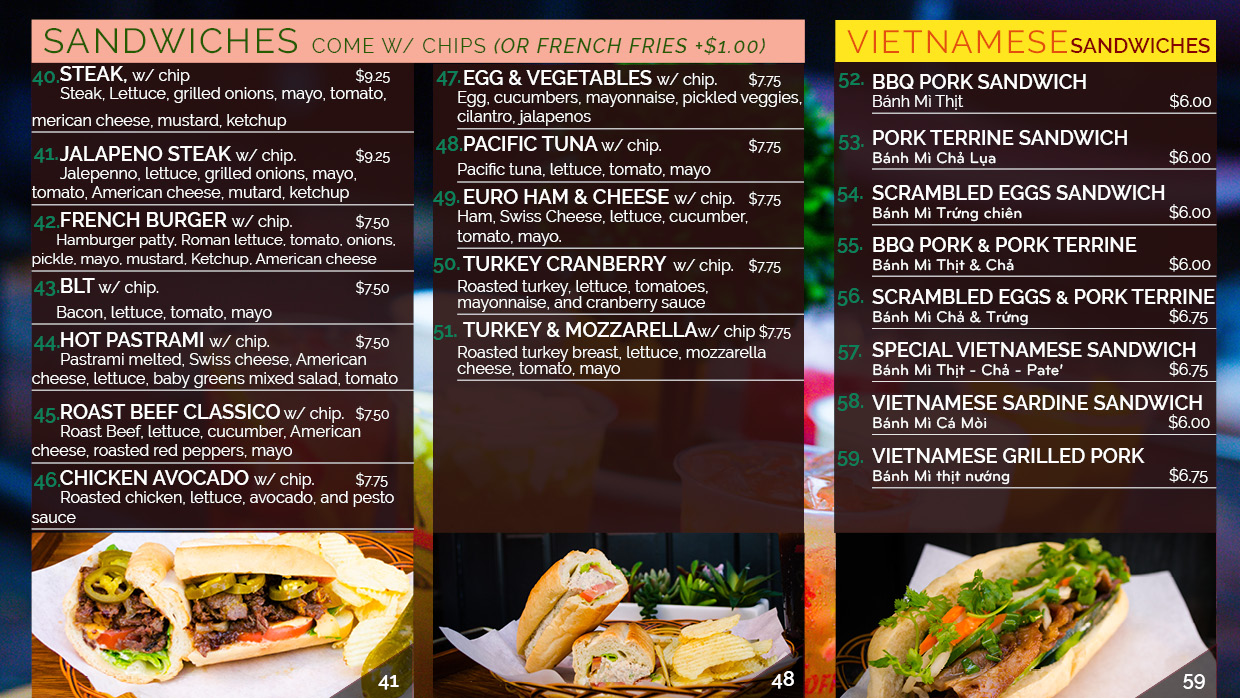 SANDWICHES COME W/ CHIPS (OR FRENCH FRIES +$1.00)
40. STEAK, w/ chip $9.25
Steak, Lettuce, grilled onions, mayo, tomato,
merican cheese, mustard, ketchup
41. JALAPENO STEAK w/ chip. $9.25
Jalepenno, lettuce, grilled onions, mayo,
tomato, American cheese, mutard, ketchup
42. FRENCH BURGER w/ chip. $7.50
Hamburger patty, Roman lettuce, tomato, onions,
pickle, mayo, mustard, Ketchup, American cheese
43. BLT w/ chip. $7.50
Bacon, lettuce, tomato, mayo
44. HOT PASTRAMI w/ chip. $7.50
Pastrami melted, Swiss cheese, American
cheese, lettuce, baby greens mixed salad, tomato
45. ROAST BEEF CLASSICO w/ chip. $7.50
Roast Beef, lettuce, cucumber, American
cheese, roasted red peppers, mayo
46. CHICKEN AVOCADO w/ chip. $7.75
Roasted chicken, lettuce, avocado, and pesto
sauce
41
47. EGG & VEGETABLES w/ chip. $7.75
Egg, cucumbers, mayonnaise, pickled veggies,
cilantro, jalapenos
48. PACIFIC TUNA w/ chip. $7.75
Pacific tuna, lettuce, tomato, mayo
49. EURO HAM & CHEESE w/ chip. $7.75
Ham, Swiss Cheese, lettuce, cucumber,
tomato, mayo.
50. TURKEY CRANBERRY w/ chip. $7.75
Roasted turkey, lettuce, tomatoes,
mayonnaise, and cranberry sauce
51. TURKEY & MOZZARELLA w/ chip $7.75
Roasted turkey breast, lettuce, mozzarella
cheese, tomato, mayo
48
VIETNAMESE SANDWICHES
52. BBQ PORK SANDWICH
Bánh Mì Thịt $6.00
53. PORK TERRINE SANDWICH
Bánh Mì Chả Lụa $6.00
54. SCRAMBLED EGGS SANDWICH
Bánh Mì Trứng chiên $6.00
55. BBQ PORK & PORK TERRINE
Bánh Mì Thịt & Chả $6.00
56. SCRAMBLED EGGS & PORK TERRINE
Bánh Mì Chả & Trứng $6.75
57. SPECIAL VIETNAMESE SANDWICH
Bánh Mì Thịt - Chả - Pate' $6.75
58. VIETNAMESE SARDINE SANDWICH
Bánh Mì Cá Mòi $6.00
59. VIETNAMESE GRILLED PORK
Bánh Mì thịt nướng $6.75
59